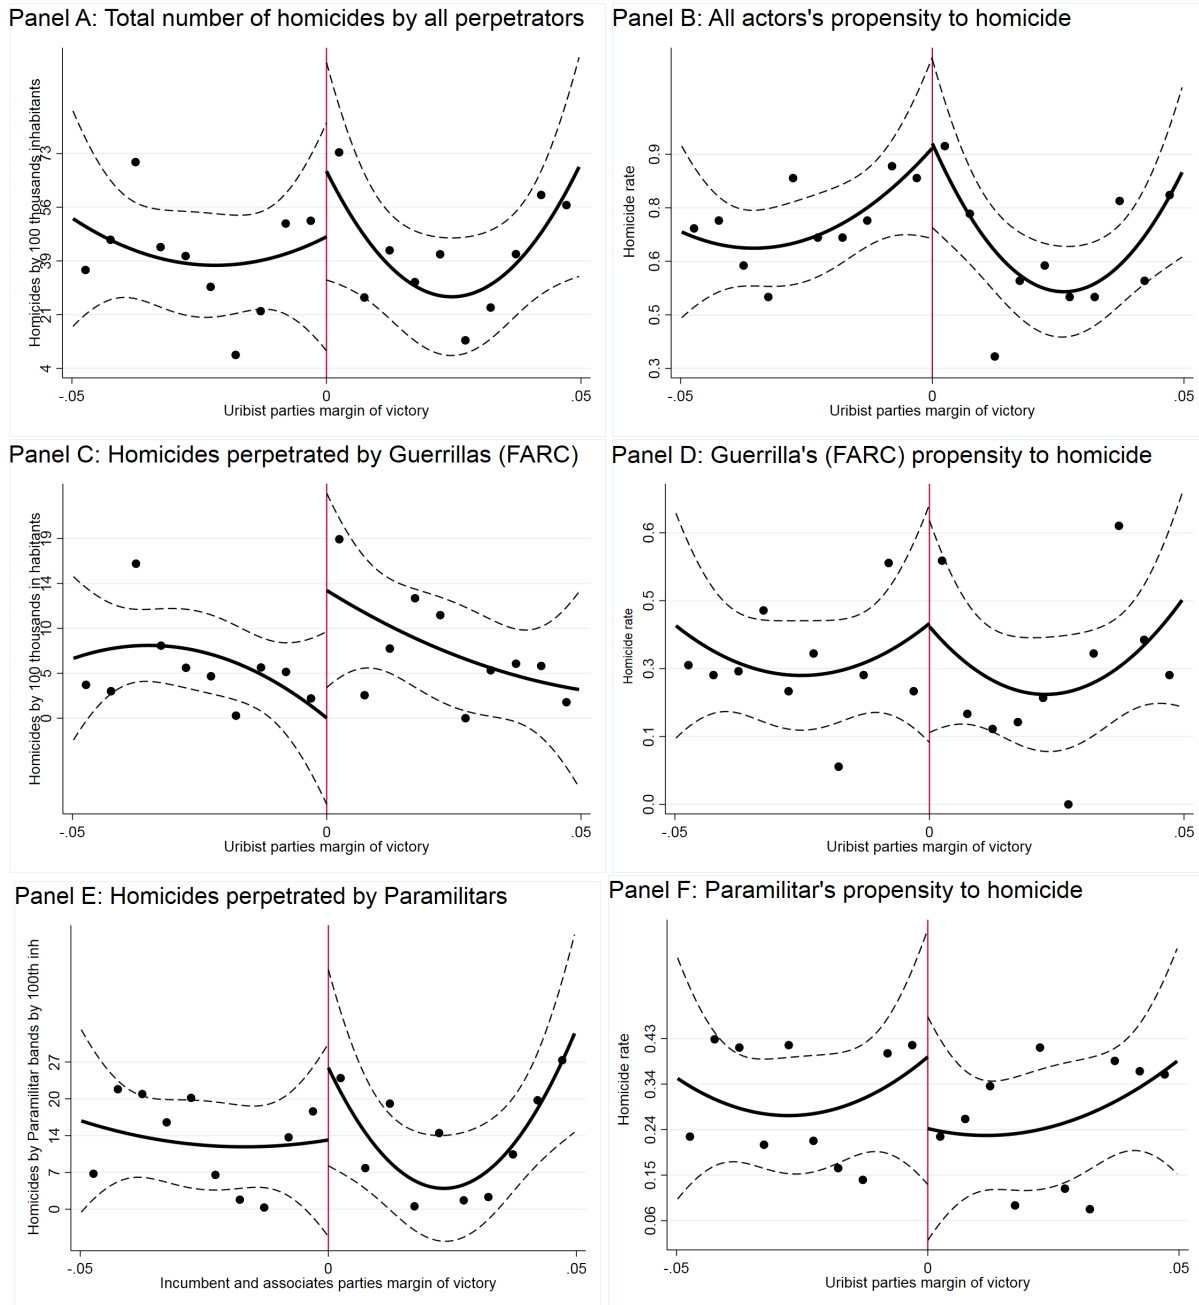 Panel A: Total number of homicides by all perpetrators
Homicides by 100 thousands inhabitants
73
56
39
21
4
-.05
0
.05
Uribist parties margin of victory
Panel B: All actors's propensity to homicide
Homicide rate
0.9
0.8
0.6
0.5
0.3
-.05
0
.05
Uribist parties margin of victory
Panel C: Homicides perpetrated by Guerrillas (FARC)
Homicides by 100 thousands in habitants
19
14
10
5
0
-.05
0
.05
Uribist parties margin of victory
Panel D: Guerrilla's (FARC) propensity to homicide
Homicide rate
0.6
0.5
0.3
0.1
0.0
-.05
0
.05
Uribist parties margin of victory
Panel E: Homicides perpetrated by Paramilitars
Homicides by Paramilitar bands by 100th inh
27
20
14
7
0
-.05
0
.05
Incumbent and associates parties margin of victory
Panel F: Paramilitar's propensity to homicide
Homicide rate
0.43
0.34
0.24
0.15
0.06
-.05
0
.05
Uribist parties margin of victory